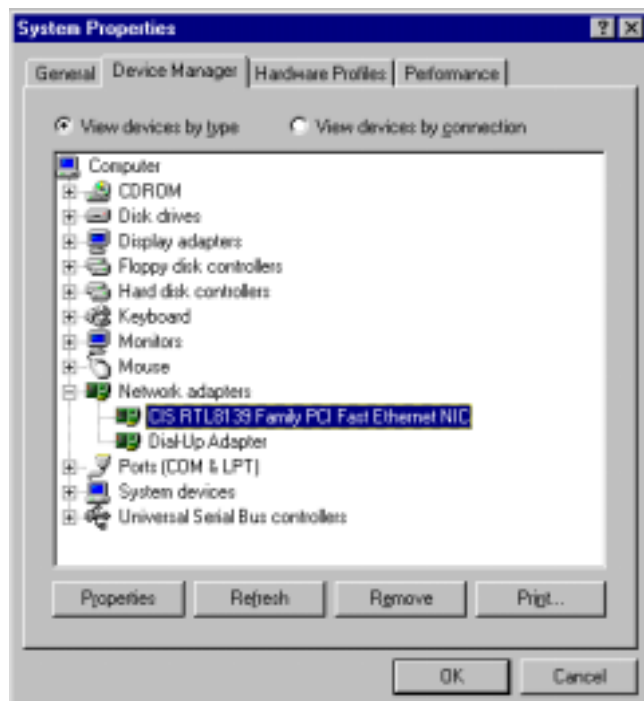 System Properties
General Device Manager Hardware Profiles Performance
View devices by type View devices by connection
Computer
CDROM
Disk drives
Display adapters
Floppy disk controllers
Hard disk controllers
Keyboard
Monitors
Mouse
Network adapters
CIS RTL8139 Family PCI Fast Ethernet NIC
Dial-Up Adapter
Ports (COM & LPT)
System devices
Universal Serial Bus controllers
Properties Refresh Remove Print...
OK Cancel